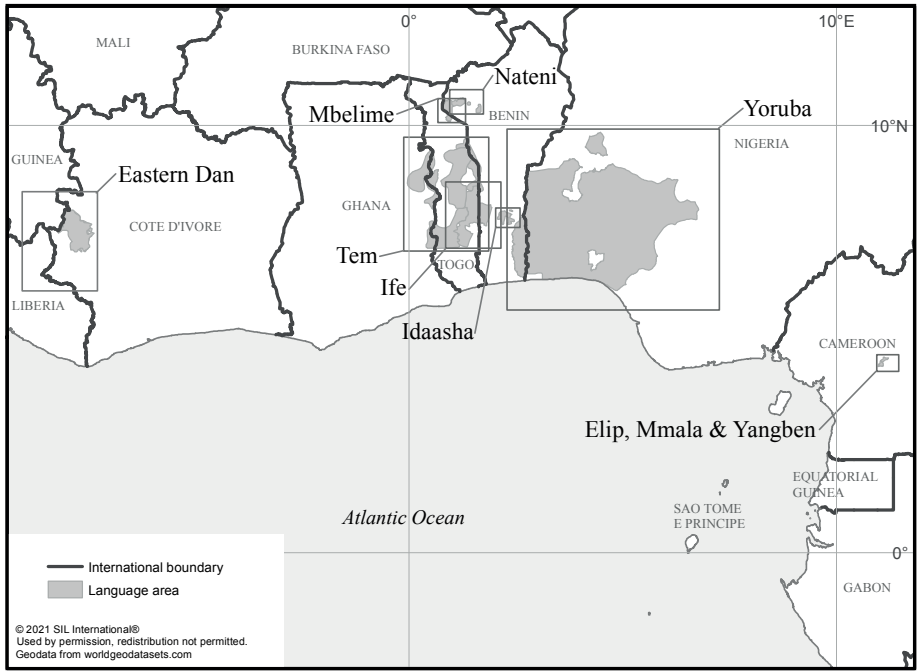 0°
10°E
MALI
BURKINA FASO
Nateni
Mbelime
BENIN
Yoruba
10°N
NIGERIA
GUINEA
Eastern Dan
GHANA
COTE D'IVORE
Tem
TOGO
Ife
LIBERIA
Idaasha
CAMEROON
Elip, Mmala & Yangben
EQUATORIAL
GUINEA
SAO TOME
E PRINCIPE
Atlantic Ocean
0°
International boundary
Language area
GABON
© 2021 SIL International®
Used by permission, redistribution not permitted.
Geodata from worldgeodatasets.com